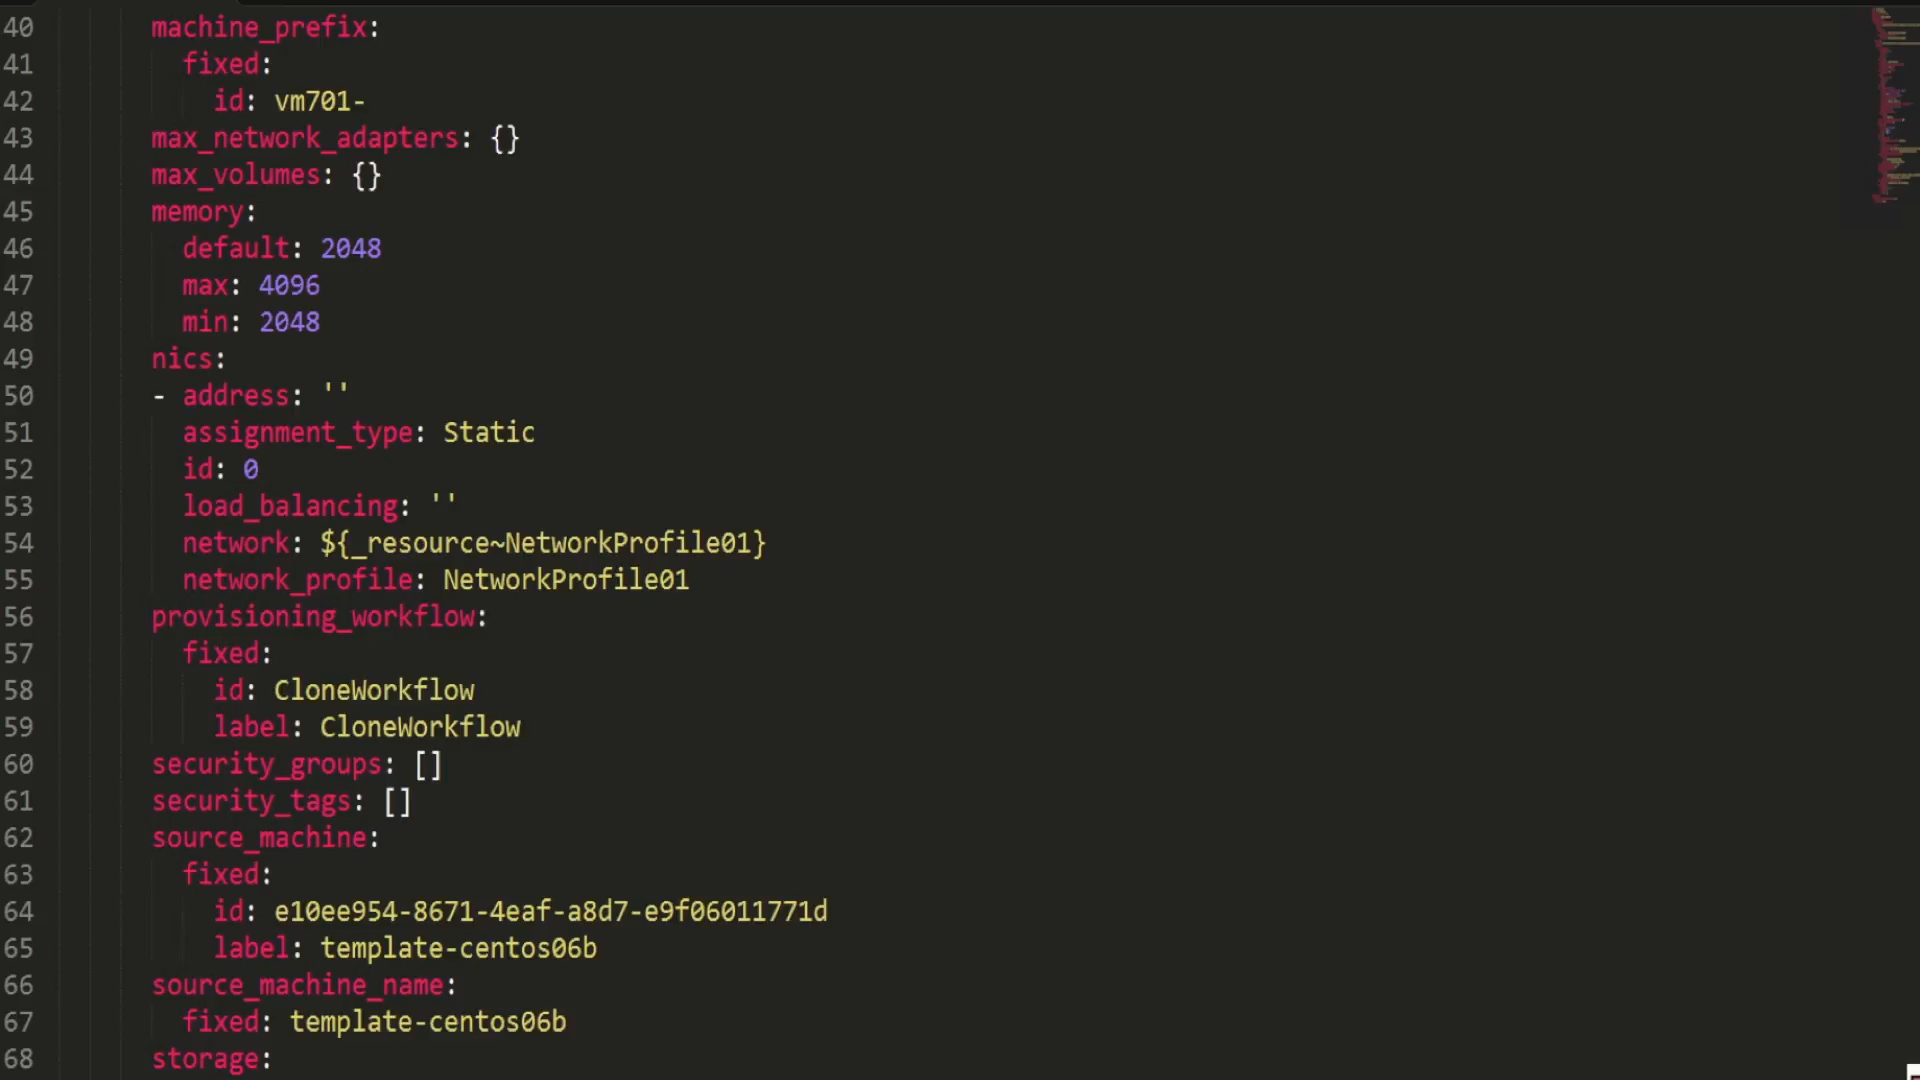 40 machine_prefix:
41 fixed:
42 id: vm701-
43 max_network_adapters: {}
44 max_volumes: {}
45 memory:
46 default: 2048
47 max: 4096
48 min: 2048
49 nics:
50 - address: ''
51 assignment_type: Static
52 id: 0
53 load_balancing: ''
54 network: ${_resource~NetworkProfile01}
55 network_profile: NetworkProfile01
56 provisioning_workflow:
57 fixed:
58 id: CloneWorkflow
59 label: CloneWorkflow
60 security_groups: []
61 security_tags: []
62 source_machine:
63 fixed:
64 id: e10ee954-8671-4eaf-a8d7-e9f06011771d
65 label: template-centos06b
66 source_machine_name:
67 fixed: template-centos06b
68 storage: